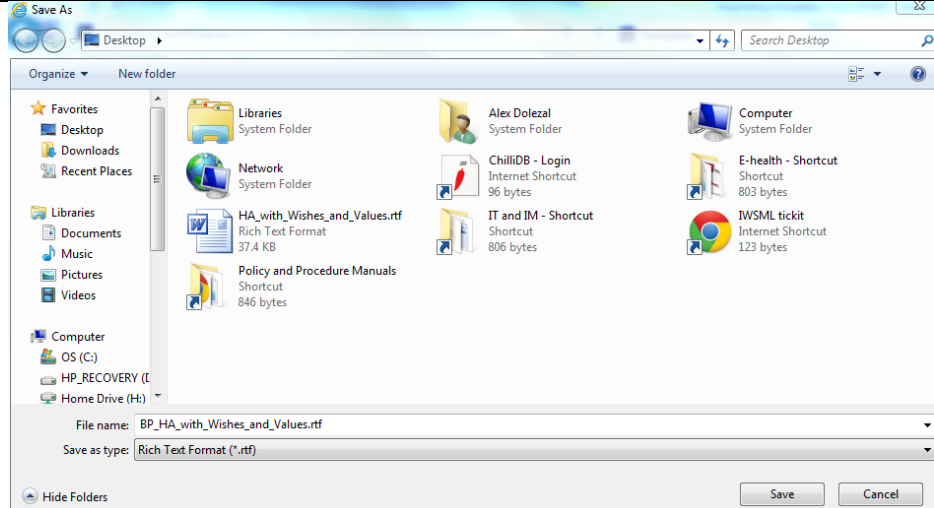 Save As
Desktop
Search Desktop
Organize
New folder
Favorites
Desktop
Downloads
Recent Places
Libraries
Documents
Music
Pictures
Videos
Computer
OS (C:)
HP_RECOVERY (D
Home Drive (H:)
Libraries
System Folder
Alex Dolezal
System Folder
Computer
System Folder
Network
System Folder
ChilliDB - Login
Internet Shortcut
96 bytes
E-health - Shortcut
Shortcut
803 bytes
HA_with_Wishes_and_Values.rtf
Rich Text Format
37.4 KB
IT and IM - Shortcut
Shortcut
806 bytes
IWSML tickit
Internet Shortcut
123 bytes
Policy and Procedure Manuals
Shortcut
846 bytes
File name: BP_HA_with_Wishes_and_Values.rtf
Save as type: Rich Text Format (*.rtf)
Hide Folders
Save
Cancel